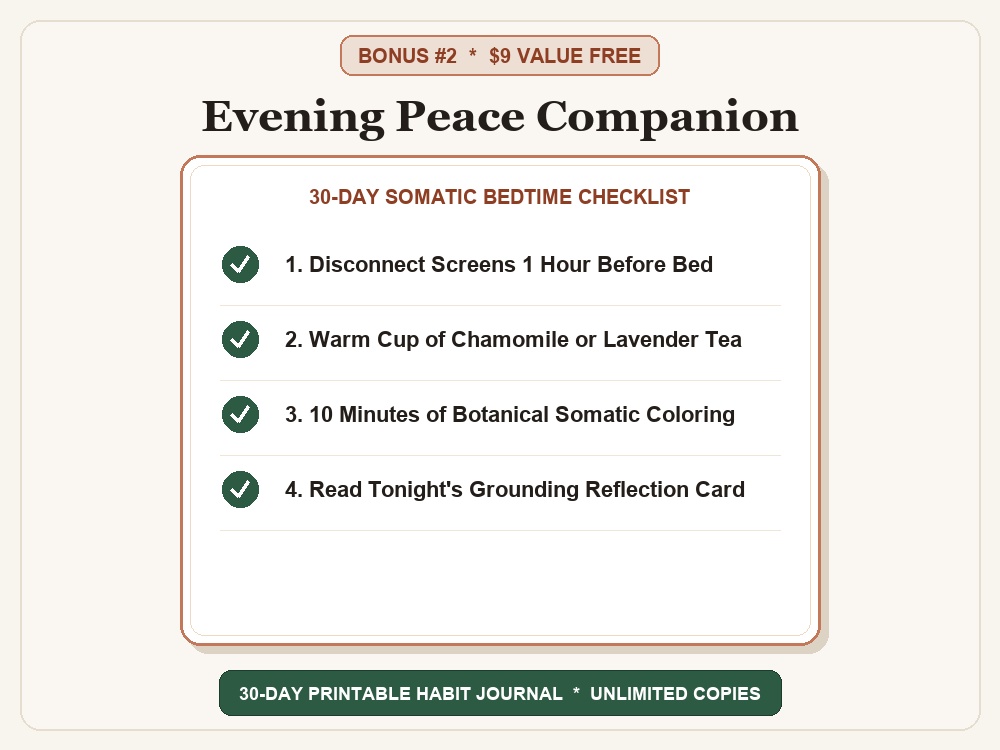 BONUS #2 * $9 VALUE FREE
Evening Peace Companion
30-DAY SOMATIC BEDTIME CHECKLIST
1. Disconnect Screens 1 Hour Before Bed
2. Warm Cup of Chamomile or Lavender Tea
3. 10 Minutes of Botanical Somatic Coloring
4. Read Tonight's Grounding Reflection Card
30-DAY PRINTABLE HABIT JOURNAL * UNLIMITED COPIES